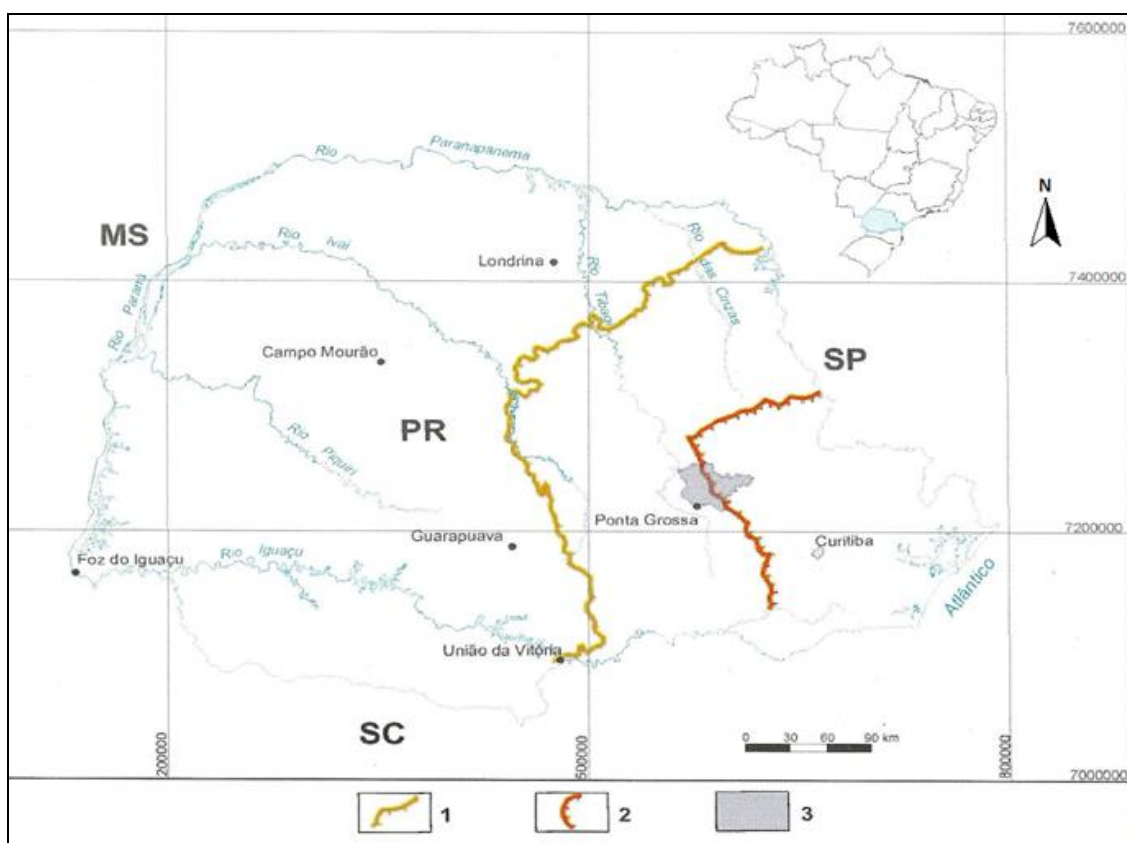 7600000
N
Rio Paranapanema
MS
Rio Ivaí
Londrina
Rio Tibagi
Rio das Cinzas
7400000
Rio Paraná
Campo Mourão
SP
PR
Rio Piquiri
Ponta Grossa
Guarapuava
Curitiba
7200000
Foz do Iguaçu
Rio Iguaçu
Atlântico
União da Vitória
SC
0 30 60 90 km
200000
800000
7000000
1
2
3